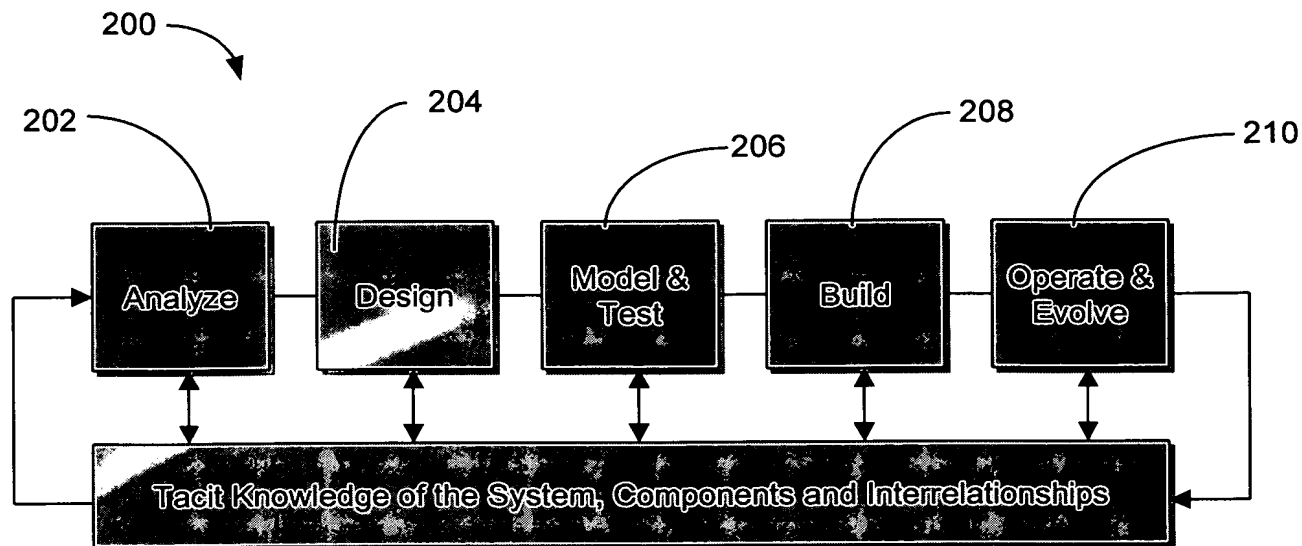 200
202
204
206
208
210
Analyze
Design
Model &
Test
Build
Operate &
Evolve
Tacit Knowledge of the System, Components and Interrelationships